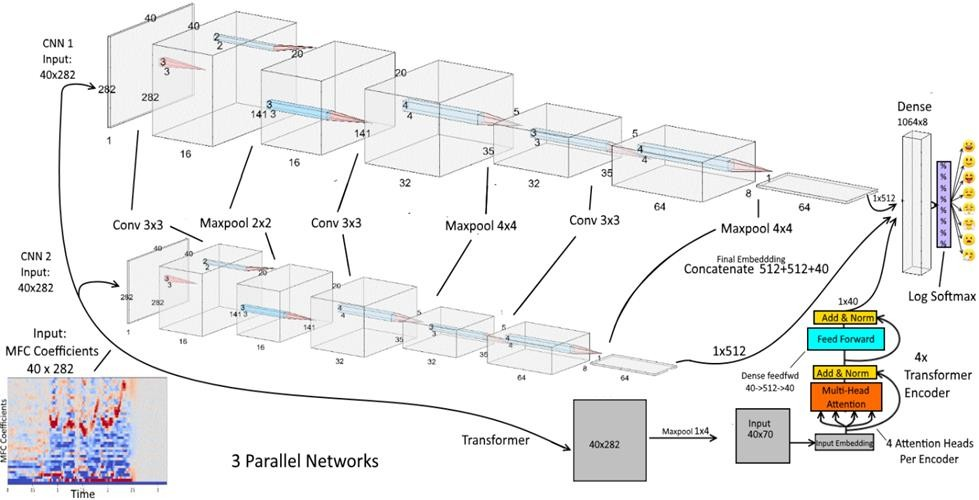 CNN 1
Input:
40x282
40
282
282
1
40
3
3
2
2
16
20
141
3
3
16
141
20
4
4
32
35
5
3
3
32
35
5
4
4
64
1
8
64
Dense
1064x8
1x512
%
%
%
%
%
%
%
Log Softmax
Conv 3x3
Maxpool 2x2
Conv 3x3
Maxpool 4x4
Conv 3x3
Maxpool 4x4
Final Embeddding
Concatenate 512+512+40
CNN 2
Input:
40x282
40
282
282
1
40
3
3
2
2
16
20
141
3
3
16
141
20
4
4
32
35
5
3
3
32
36
5
4
4
64
1
8
64
1x512
Input:
MFC Coefficients
40 x 282
MFC Coefficients
Time
3 Parallel Networks
Transformer
40x282
Maxpool 1x4
Input
40x70
Input Embedding
4 Attention Heads
Per Encoder
Multi-Head
Attention
Add & Norm
Dense feedfwd
40->512->40
Feed Forward
Add & Norm
1x40
4x
Transformer
Encoder